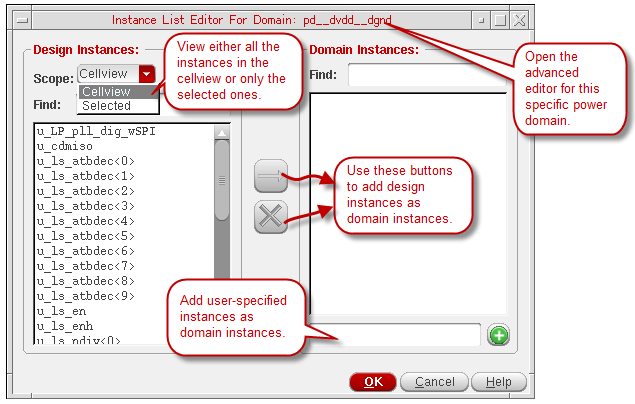 Instance List Editor For Domain: pd__dvdd__dgnd
Design Instances:
Scope:
Cellview
Cellview
Selected
Find:
View either all the
instances in the
cellview or only the
selected ones.
Domain Instances:
Find:
Open the
advanced
editor for this
specific power
domain.
u_LP_pll_dig_wSPI
u_cdmiso
u_ls_atbdec<0>
u_ls_atbdec<1>
u_ls_atbdec<2>
u_ls_atbdec<3>
u_ls_atbdec<4>
u_ls_atbdec<5>
u_ls_atbdec<6>
u_ls_atbdec<7>
u_ls_atbdec<8>
u_ls_atbdec<9>
u_ls_en
u_ls_enh
u_ls_ndiv<0>
Use these buttons
to add design
instances as
domain instances.
Add user-specified
instances as
domain instances.
OK
Cancel
Help